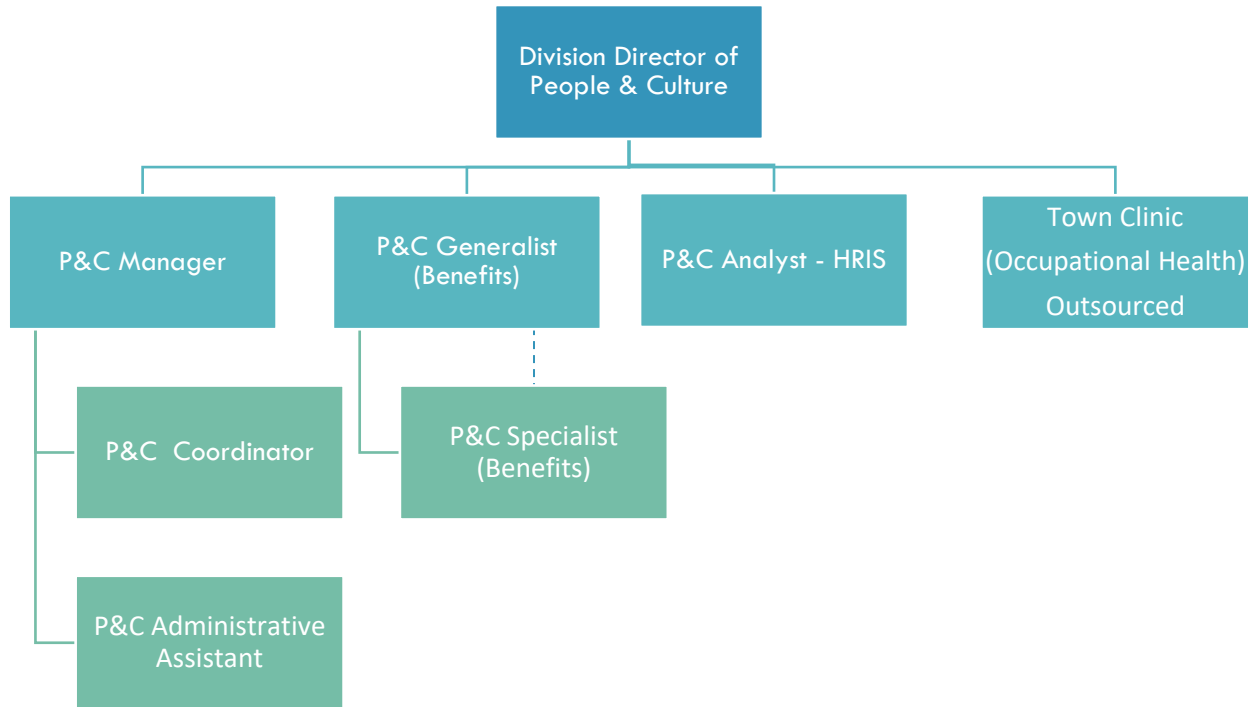 Division Director of
People & Culture
P&C Manager
P&C Generalist
(Benefits)
P&C Analyst - HRIS
Town Clinic
(Occupational Health)
Outsourced
P&C  Coordinator
P&C Specialist
(Benefits)
P&C Administrative
Assistant